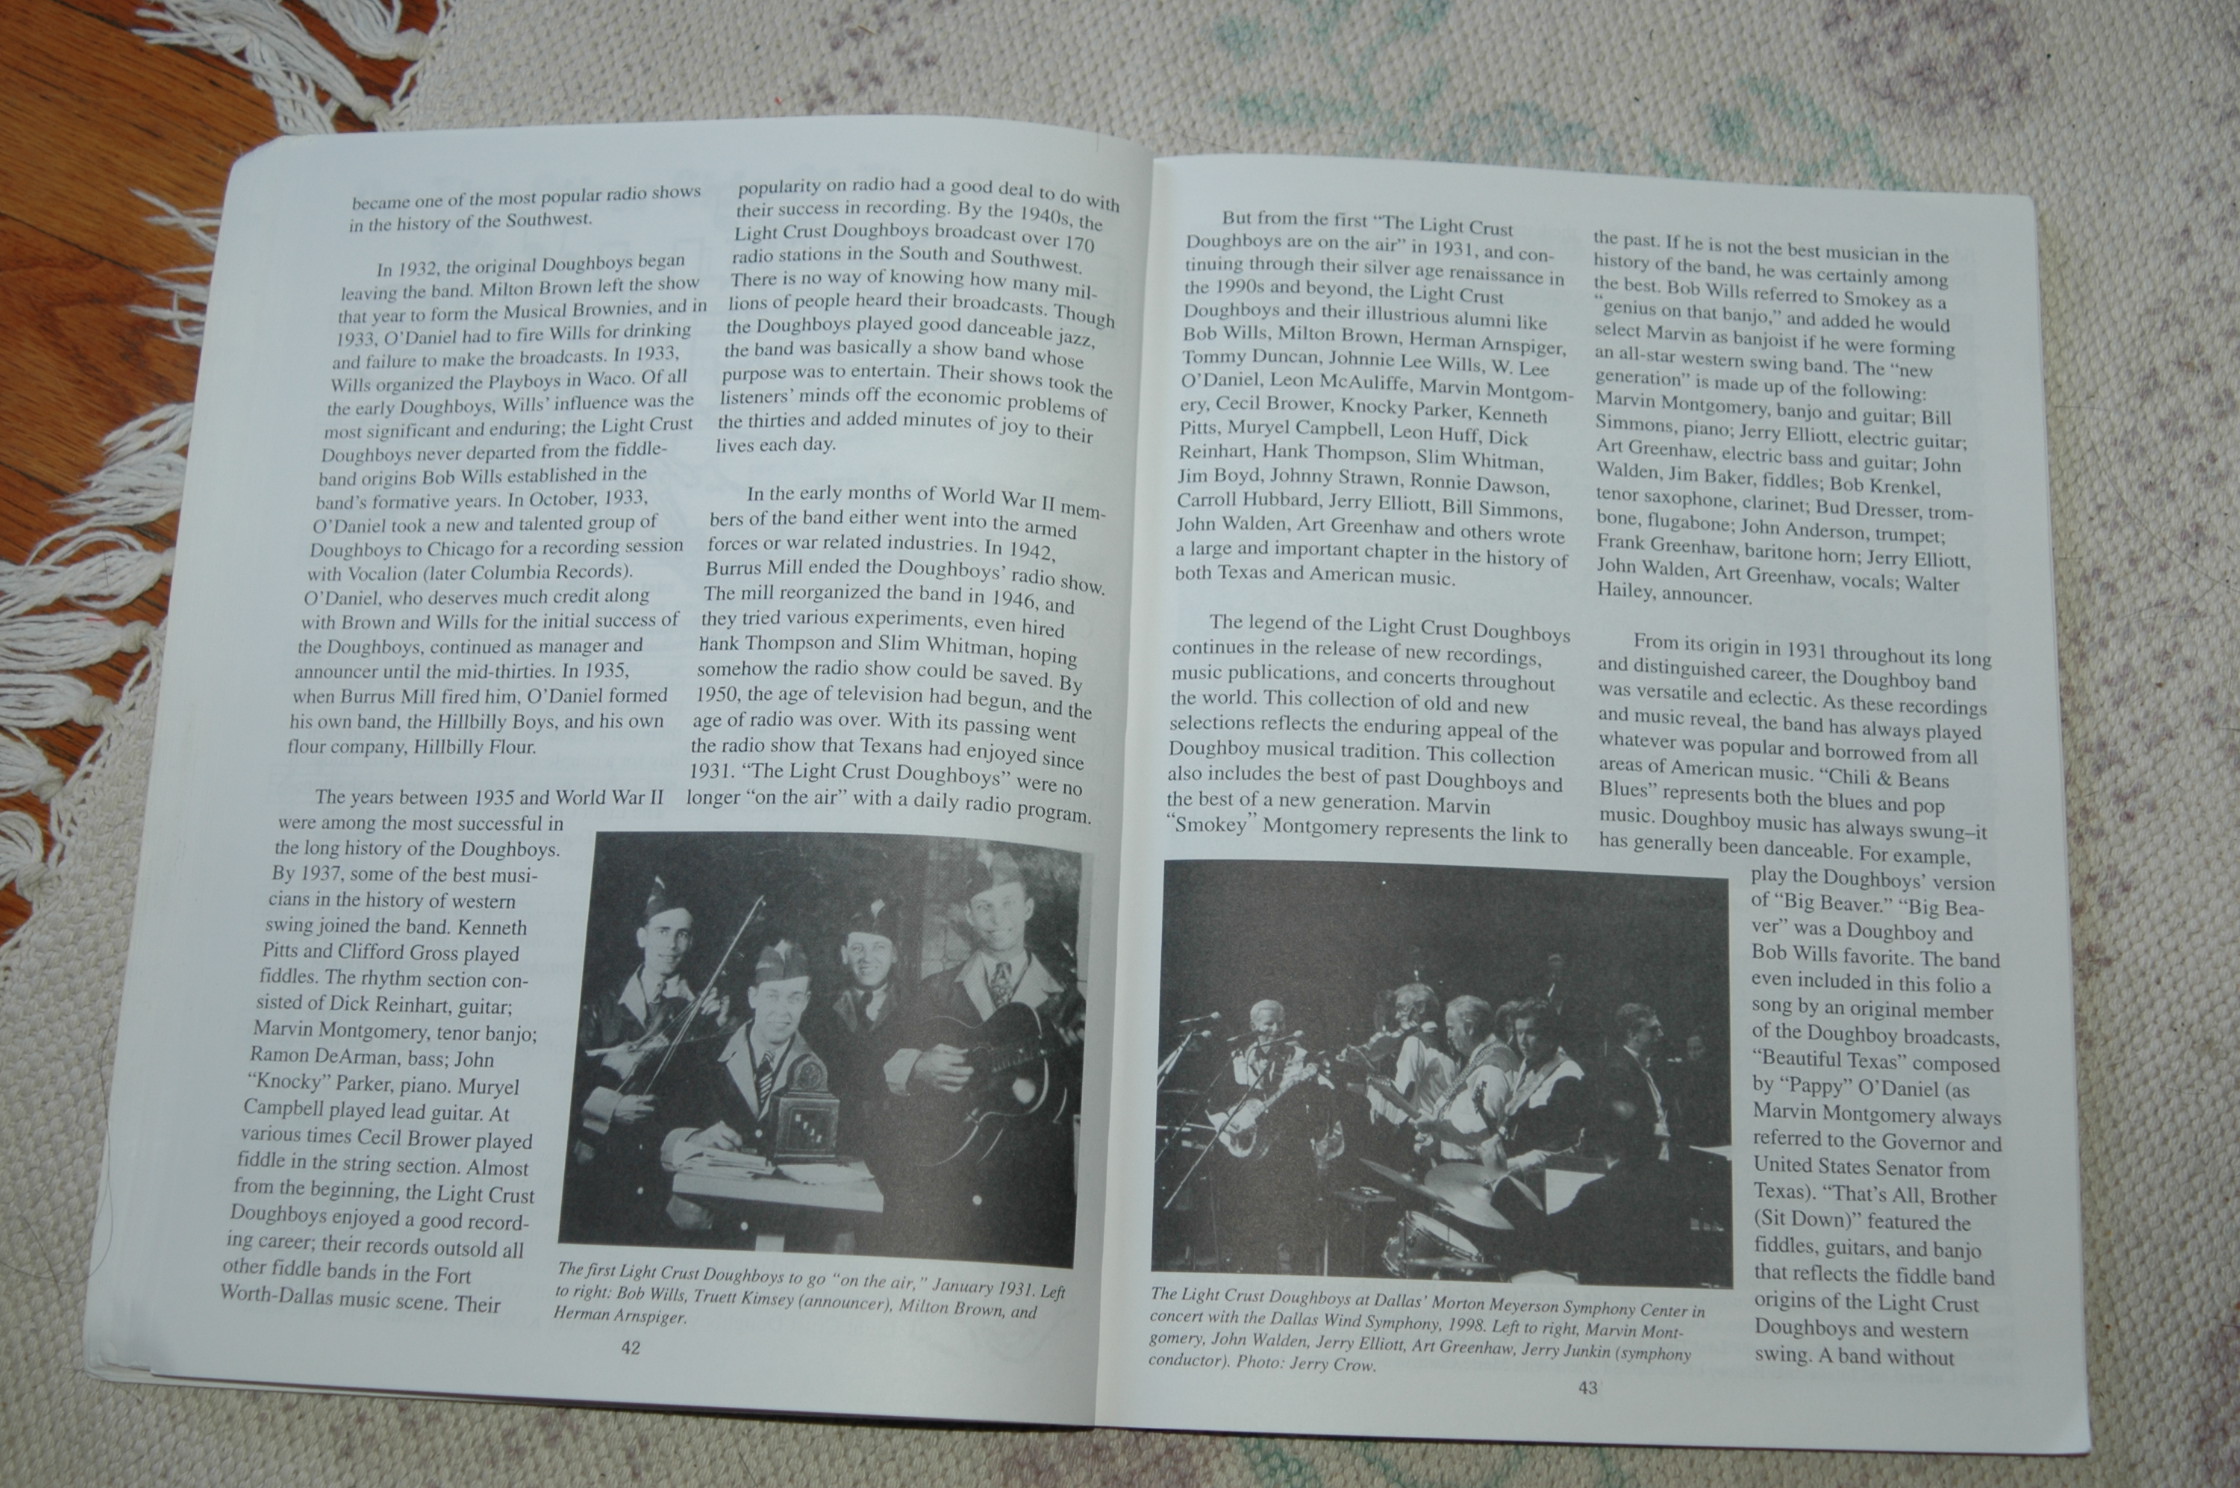 became one of the most popular radio shows
in the history of the Southwest.
In 1932, the original Doughboys began
leaving the band. Milton Brown left the show
that year to form the Musical Brownies, and in
1933, O'Daniel had to fire Wills for drinking
and failure to make the broadcasts. In 1933,
Wills organized the Playboys in Waco. Of all
the early Doughboys, Wills' influence was the
most significant and enduring; the Light Crust
Doughboys never departed from the fiddle-
band origins Bob Wills established in the
band's formative years. In October, 1933,
O'Daniel took a new and talented group of
Doughboys to Chicago for a recording session
with Vocalion (later Columbia Records).
O'Daniel, who deserves much credit along
with Brown and Wills for the initial success of
the Doughboys, continued as manager and
announcer until the mid-thirties. In 1935,
when Burrus Mill fired him, O'Daniel formed
his own band, the Hillbilly Boys, and his own
flour company, Hillbilly Flour.
The years between 1935 and World War II
were among the most successful in
the long history of the Doughboys.
By 1937, some of the best musi-
cians in the history of western
swing joined the band. Kenneth
Pitts and Clifford Gross played
fiddles. The rhythm section con-
sisted of Dick Reinhart, guitar;
Marvin Montgomery, tenor banjo;
Ramon DeArman, bass; John
"Knocky" Parker, piano. Muryel
Campbell played lead guitar. At
various times Cecil Brower played
fiddle in the string section. Almost
from the beginning, the Light Crust
Doughboys enjoyed a good record-
ing career; their records outsold all
other fiddle bands in the Fort
Worth-Dallas music scene. Their
popularity on radio had a good deal to do with
their success in recording. By the 1940s, the
Light Crust Doughboys broadcast over 170
radio stations in the South and Southwest.
There is no way of knowing how many mil-
lions of people heard their broadcasts. Though
the Doughboys played good danceable jazz,
the band was basically a show band whose
purpose was to entertain. Their shows took the
listeners' minds off the economic problems of
the thirties and added minutes of joy to their
lives each day.
In the early months of World War II mem-
bers of the band either went into the armed
forces or war related industries. In 1942,
Burrus Mill ended the Doughboys' radio show.
The mill reorganized the band in 1946, and
they tried various experiments, even hired
Hank Thompson and Slim Whitman, hoping
somehow the radio show could be saved. By
1950, the age of television had begun, and the
age of radio was over. With its passing went
the radio show that Texans had enjoyed since
1931. "The Light Crust Doughboys" were no
longer "on the air" with a daily radio program.
The first Light Crust Doughboys to go "on the air," January 1931. Left
to right: Bob Wills, Truett Kimsey (announcer), Milton Brown, and
Herman Arnspiger.
42
But from the first "The Light Crust
Doughboys are on the air" in 1931, and con-
tinuing through their silver age renaissance in
the 1990s and beyond, the Light Crust
Doughboys and their illustrious alumni like
Bob Wills, Milton Brown, Herman Arnspiger,
Tommy Duncan, Johnnie Lee Wills, W. Lee
O'Daniel, Leon McAuliffe, Marvin Montgom-
ery, Cecil Brower, Knocky Parker, Kenneth
Pitts, Muryel Campbell, Leon Huff, Dick
Reinhart, Hank Thompson, Slim Whitman,
Jim Boyd, Johnny Strawn, Ronnie Dawson,
Carroll Hubbard, Jerry Elliott, Bill Simmons,
John Walden, Art Greenhaw and others wrote
a large and important chapter in the history of
both Texas and American music.
The legend of the Light Crust Doughboys
continues in the release of new recordings,
music publications, and concerts throughout
the world. This collection of old and new
selections reflects the enduring appeal of the
Doughboy musical tradition. This collection
also includes the best of past Doughboys and
the best of a new generation. Marvin
"Smokey" Montgomery represents the link to
The Light Crust Doughboys at Dallas' Morton Meyerson Symphony Center in
concert with the Dallas Wind Symphony, 1998. Left to right, Marvin Mont-
gomery, John Walden, Jerry Elliott, Art Greenhaw, Jerry Junkin (symphony
conductor). Photo: Jerry Crow.
the past. If he is not the best musician in the
history of the band, he was certainly among
the best. Bob Wills referred to Smokey as a
"genius on that banjo," and added he would
select Marvin as banjoist if he were forming
an all-star western swing band. The "new
generation" is made up of the following:
Marvin Montgomery, banjo and guitar; Bill
Simmons, piano; Jerry Elliott, electric guitar;
Art Greenhaw, electric bass and guitar; John
Walden, Jim Baker, fiddles; Bob Krenkel,
tenor saxophone, clarinet; Bud Dresser, trom-
bone, flugabone; John Anderson, trumpet;
Frank Greenhaw, baritone horn; Jerry Elliott,
John Walden, Art Greenhaw, vocals; Walter
Hailey, announcer.
From its origin in 1931 throughout its long
and distinguished career, the Doughboy band
was versatile and eclectic. As these recordings
and music reveal, the band has always played
whatever was popular and borrowed from all
areas of American music. "Chili & Beans
Blues" represents both the blues and pop
music. Doughboy music has always swung–it
has generally been danceable. For example,
play the Doughboys' version
of "Big Beaver." "Big Bea-
ver" was a Doughboy and
Bob Wills favorite. The band
even included in this folio a
song by an original member
of the Doughboy broadcasts,
"Beautiful Texas" composed
by "Pappy" O'Daniel (as
Marvin Montgomery always
referred to the Governor and
United States Senator from
Texas). "That's All, Brother
(Sit Down)" featured the
fiddles, guitars, and banjo
that reflects the fiddle band
origins of the Light Crust
Doughboys and western
swing. A band without
43